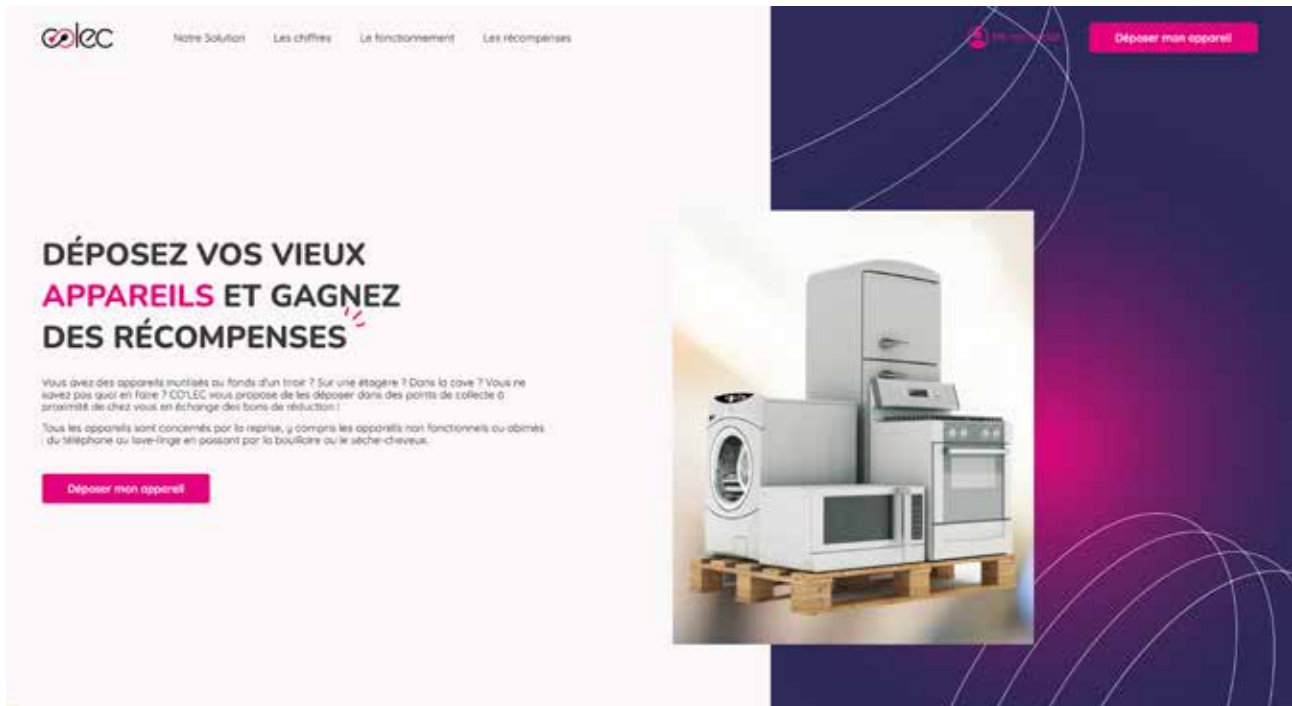 colec
Notre Solution
Les chiffres
Le fonctionnement
Les récompenses
Déposer mon appareil
DÉPOSEZ VOS VIEUX
APPAREILS ET GAGNEZ
DES RÉCOMPENSES
Vous avez des appareils inutilisés au fonds d'un tiroir ? Sur une étagère ? Dans la cave ? Vous ne
savez pas quoi en faire ? CO'LEC vous propose de les déposer dans des points de collecte à
proximité de chez vous en échange des bons de réduction !
Tous les appareils sont concernés par la reprise, y compris les appareils non fonctionnels ou abimés
du téléphone au lave-linge en passant par la bouilloire ou le sèche-cheveux.
Déposer mon appareil